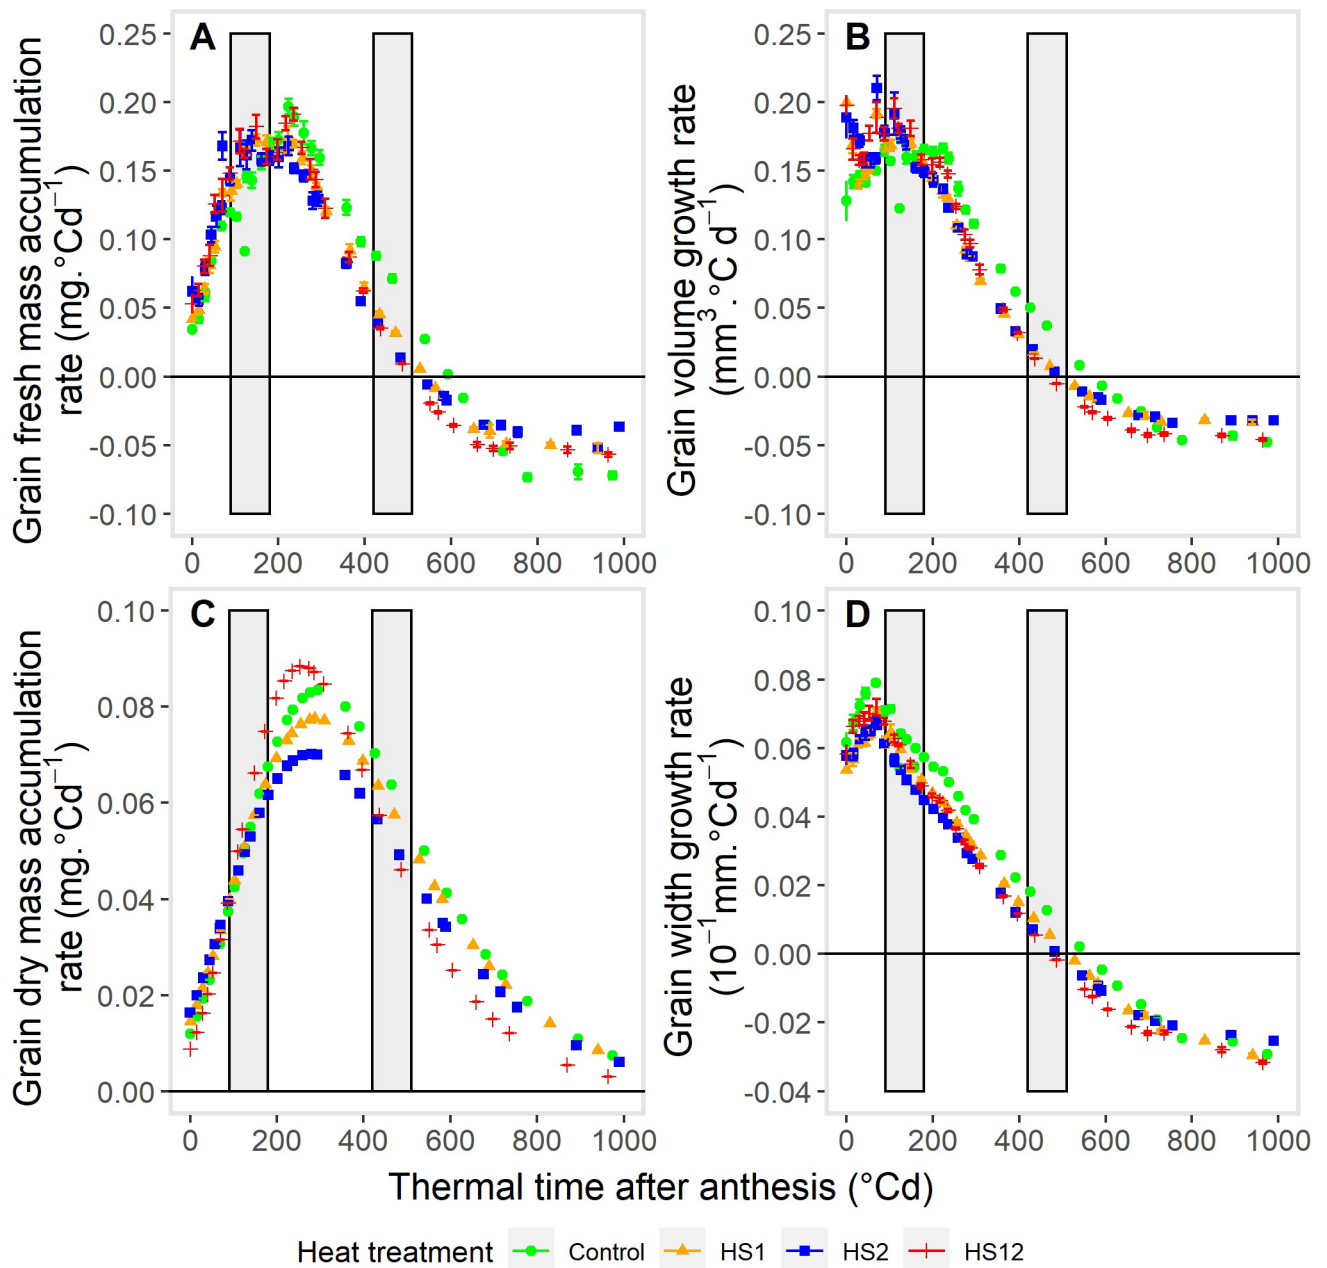 A
Grain fresh mass accumulation
rate (mg.°Cd⁻¹)
0.25
0.20
0.15
0.10
0.05
0.00
-0.05
-0.10
0 200 400 600 800 1000
B
Grain volume growth rate
(mm³.°C d⁻¹)
0.25
0.20
0.15
0.10
0.05
0.00
-0.05
-0.10
0 200 400 600 800 1000
C
Grain dry mass accumulation
rate (mg.°Cd⁻¹)
0.10
0.08
0.06
0.04
0.02
0.00
0 200 400 600 800 1000
D
Grain width growth rate
(10⁻¹mm.°Cd⁻¹)
0.10
0.08
0.06
0.04
0.02
0.00
-0.02
-0.04
0 200 400 600 800 1000
Thermal time after anthesis (°Cd)
Heat treatment Control HS1 HS2 HS12